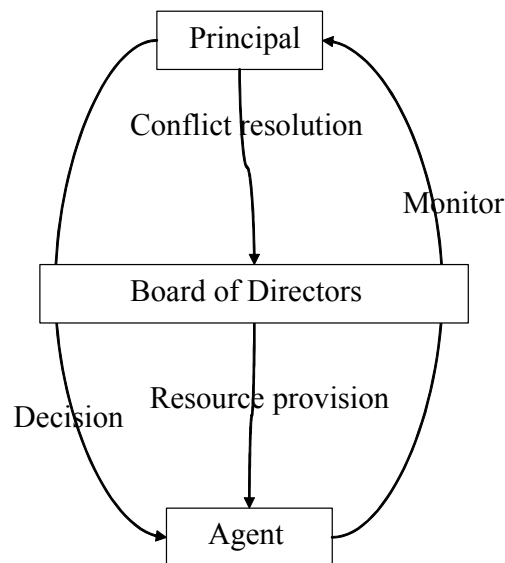 Principal
Conflict resolution
Monitor
Board of Directors
Resource provision
Decision
Agent